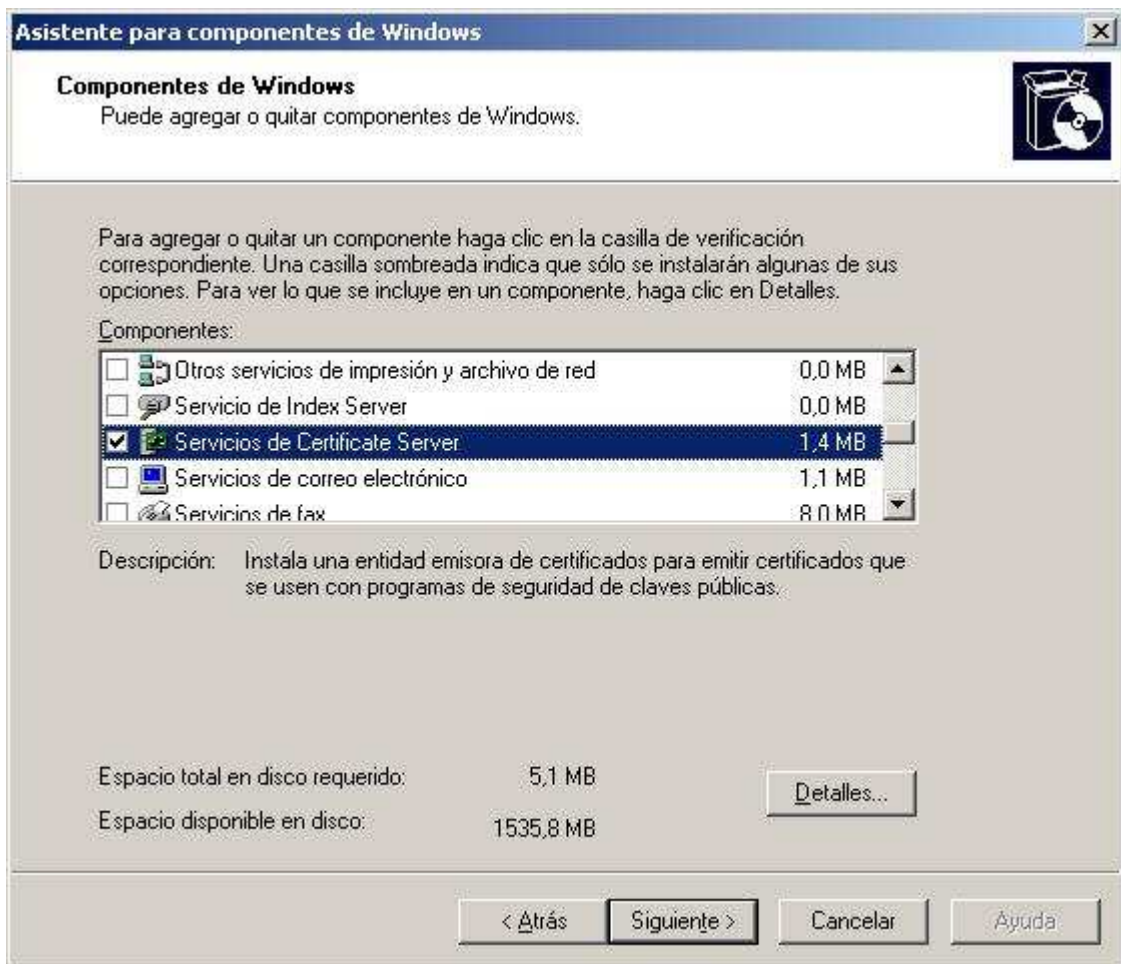 Asistente para componentes de Windows
Componentes de Windows
Puede agregar o quitar componentes de Windows.
Para agregar o quitar un componente haga clic en la casilla de verificación
correspondiente. Una casilla sombreada indica que sólo se instalarán algunas de sus
opciones. Para ver lo que se incluye en un componente, haga clic en Detalles.
Componentes:
Otros servicios de impresión y archivo de red 0,0 MB
Servicio de Index Server 0,0 MB
Servicios de Certificate Server 1,4 MB
Servicios de correo electrónico 1,1 MB
Servicios de fax 8,0 MB
Descripción: Instala una entidad emisora de certificados para emitir certificados que
se usen con programas de seguridad de claves públicas.
Espacio total en disco requerido: 5,1 MB
Detalles...
Espacio disponible en disco: 1535,8 MB
< Atrás Siguiente > Cancelar Ayuda